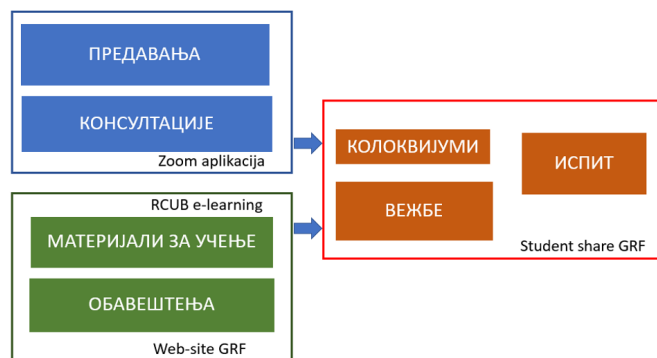 ПРЕДАВАЊА
КОНСУЛТАЦИЈЕ
Zoom aplikacija
RCUB e-learning
МАТЕРИЈАЛИ ЗА УЧЕЊЕ
ОБАВЕШТЕЊА
Web-site GRF
КОЛОКВИЈУМИ
ИСПИТ
ВЕЖБЕ
Student share GRF